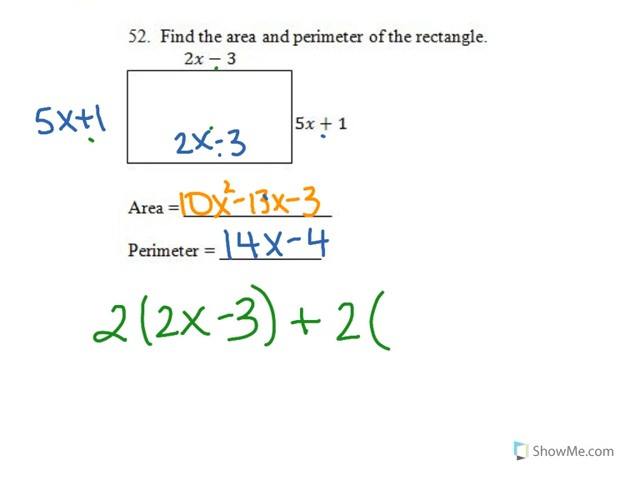 52. Find the area and perimeter of the rectangle.
2x − 3
5x+1
5x + 1
2x-3
Area = 10x²-13x-3
Perimeter = 14x-4
2(2x-3) + 2(
ShowMe.com